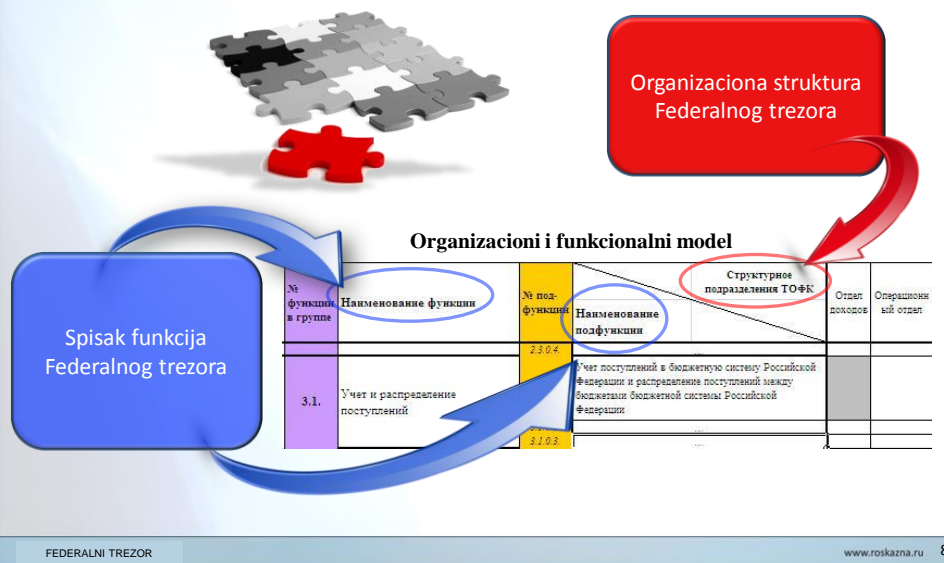 Organizaciona struktura
Federalnog trezora
Organizacioni i funkcionalni model
Spisak funkcija
Federalnog trezora
№
функции
в группе
Наименование функции
№ под-
функции
Структурное
подразделения ТОФК
Наименование
подфункции
Отдел
доходов
Операционн
ый отдел
2.3.0.4.
...
3.1.
Учет и распределение
поступлений
Учет поступлений в бюджетную систему Российской
Федерации и распределение поступлений между
бюджетами бюджетной системы Российской
Федерации
...
3.1.0.3.
...
FEDERALNI TREZOR
www.roskazna.ru
8